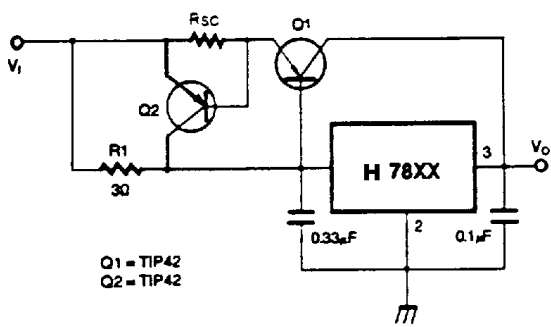 RSC
Q1
VI
Q2
R1
3Ω
H 78XX
3
VO
2
0.33µF
0.1µF
Q1 = TIP42
Q2 = TIP42